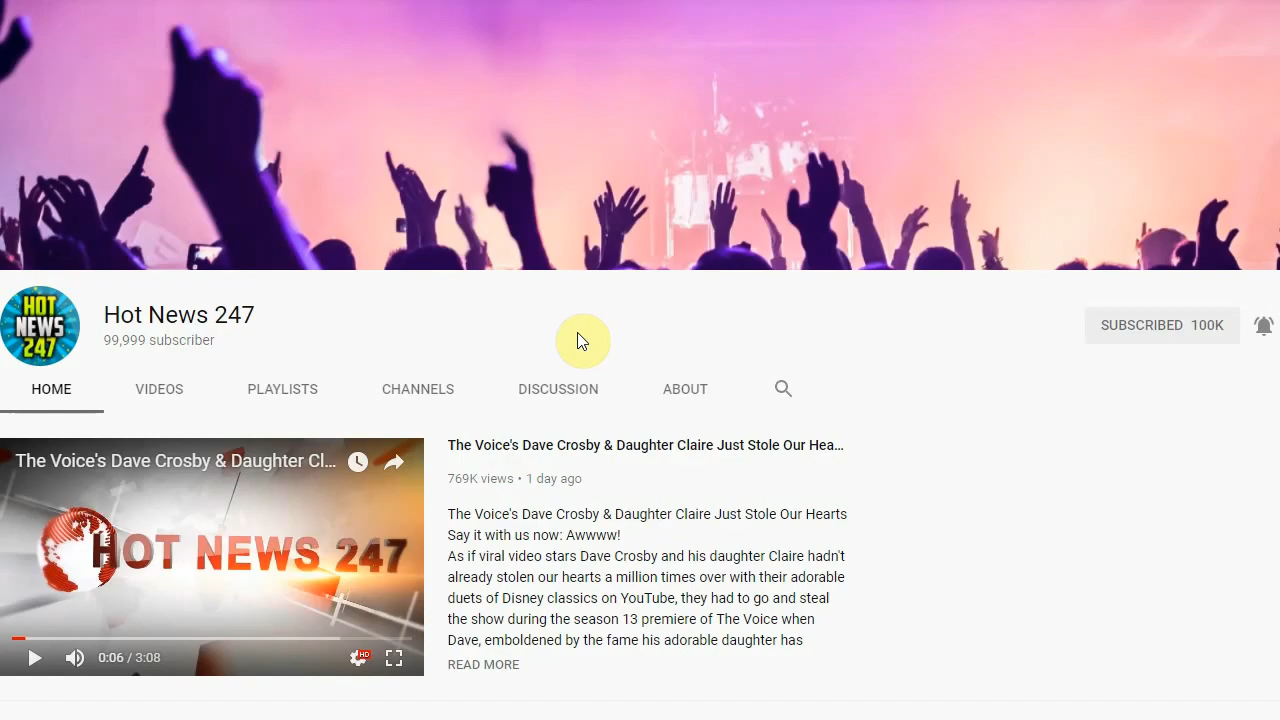 HOT
NEWS
247
Hot News 247
99,999 subscriber
SUBSCRIBED 100K
HOME VIDEOS PLAYLISTS CHANNELS DISCUSSION ABOUT
The Voice's Dave Crosby & Daughter Cl...
HOT NEWS 247
0:06 / 3:08
HD
The Voice's Dave Crosby & Daughter Claire Just Stole Our Hea...
769K views • 1 day ago
The Voice's Dave Crosby & Daughter Claire Just Stole Our Hearts
Say it with us now: Awwww!
As if viral video stars Dave Crosby and his daughter Claire hadn't
already stolen our hearts a million times over with their adorable
duets of Disney classics on YouTube, they had to go and steal
the show during the season 13 premiere of The Voice when
Dave, emboldened by the fame his adorable daughter has
READ MORE